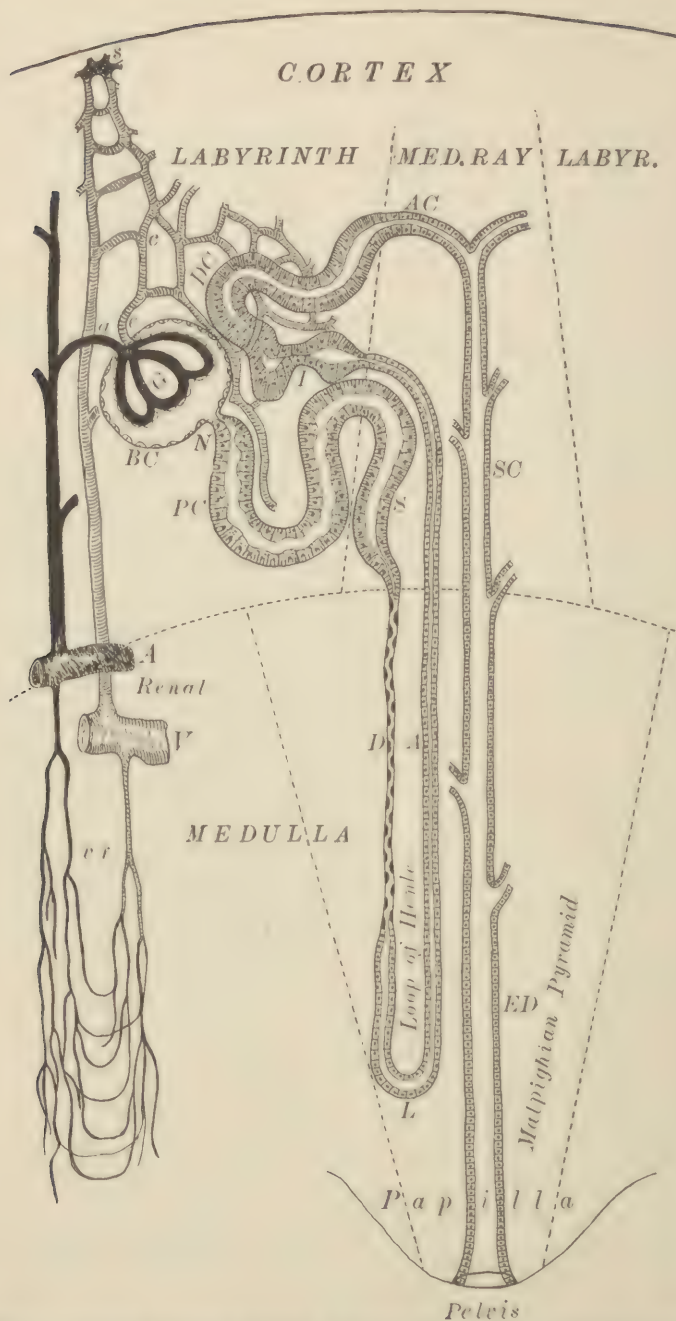 s
CORTEX
LABYRINTH MED. RAY LABYR.
AC
DC
c
a
e
G
I
BC
N
SC
PC
A
Renal
V
D A
MEDULLA
v r
Loop of Henle
ED
Malpighian Pyramid
L
Papilla
Pelvis